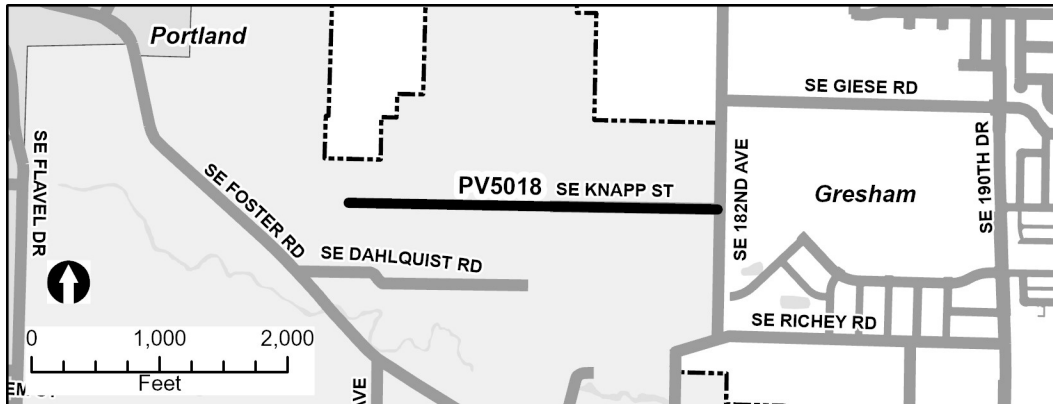 Portland
SE GIESE RD
SE FLAVEL DR
SE FOSTER RD
PV5018 SE KNAPP ST
SE 182ND AVE
Gresham
SE 190TH DR
SE DAHLQUIST RD
SE RICHEY RD
0 1,000 2,000
Feet
AVE